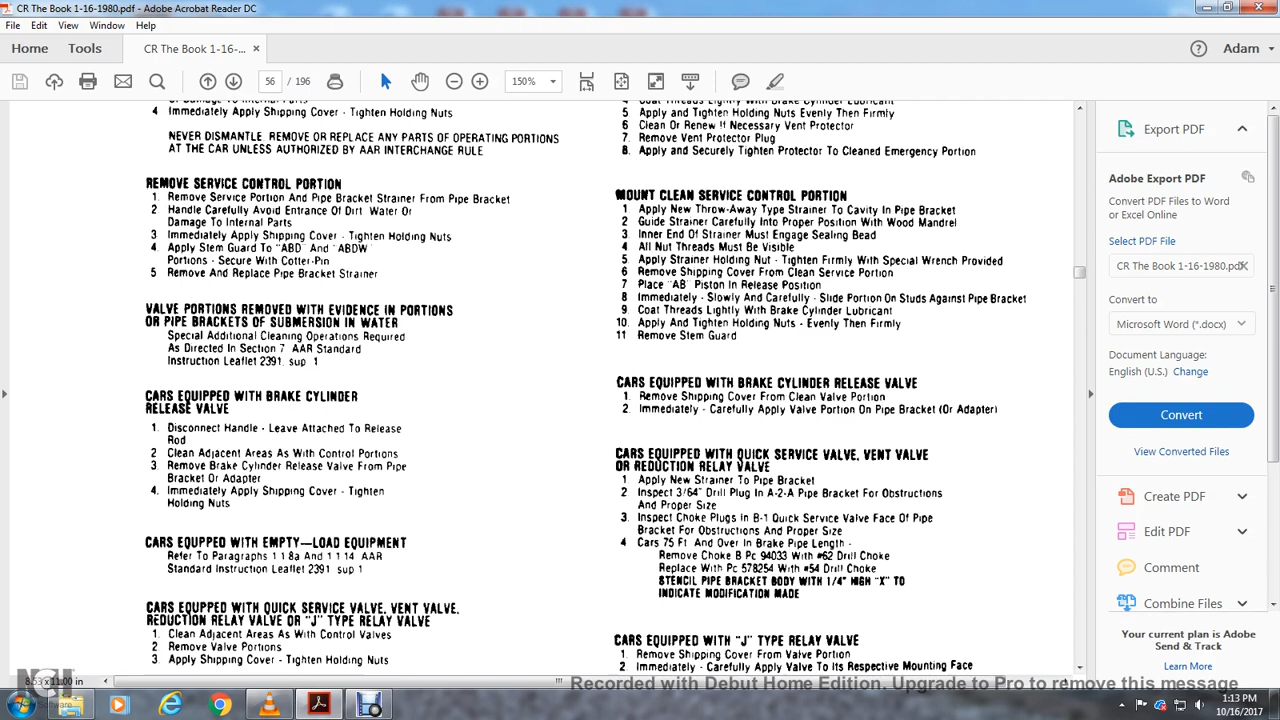 CR The Book 1-16-1980.pdf - Adobe Acrobat Reader DC
File Edit View Window Help
Home Tools CR The Book 1-16-... ×
Adam
56 / 196
150%
4 Immediately Apply Shipping Cover - Tighten Holding Nuts
NEVER DISMANTLE, REMOVE OR REPLACE ANY PARTS OF OPERATING PORTIONS
AT THE CAR UNLESS AUTHORIZED BY AAR INTERCHANGE RULE
REMOVE SERVICE CONTROL PORTION
1. Remove Service Portion And Pipe Bracket Strainer From Pipe Bracket
2 Handle Carefully Avoid Entrance Of Dirt Water Or
Damage To Internal Parts
3 Immediately Apply Shipping Cover - Tighten Holding Nuts
4 Apply Stem Guard To "ABD" And 'ABDW'
Portions - Secure With Cotter-Pin
5 Remove And Replace Pipe Bracket Strainer
VALVE PORTIONS REMOVED WITH EVIDENCE IN PORTIONS
OR PIPE BRACKETS OF SUBMERSION IN WATER
Special Additional Cleaning Operations Required
As Directed In Section 7 AAR Standard
Instruction Leaflet 2391. sup 1
CARS EQUIPPED WITH BRAKE CYLINDER
RELEASE VALVE
1. Disconnect Handle - Leave Attached To Release
Rod
2 Clean Adjacent Areas As With Control Portions
3 Remove Brake Cylinder Release Valve From Pipe
Bracket Or Adapter
4. Immediately Apply Shipping Cover - Tighten
Holding Nuts
CARS EQUPPED WITH EMPTY—LOAD EQUIPMENT
Refer To Paragraphs 1 1 8a And 1 1 14 AAR
Standard Instruction Leaflet 2391 sup 1
CARS EQUPPED WITH QUICK SERVICE VALVE, VENT VALVE,
REDUCTION RELAY VALVE OR "J" TYPE RELAY VALVE
1. Clean Adjacent Areas As With Control Valves
2 Remove Valve Portions
3. Apply Shipping Cover - Tighten Holding Nuts
4 Coat Threads Lightly With Brake Cylinder Lubricant
5 Apply and Tighten Holding Nuts Evenly Then Firmly
6 Clean Or Renew If Necessary Vent Protector
7. Remove Vent Protector Plug
8. Apply and Securely Tighten Protector To Cleaned Emergency Portion
MOUNT CLEAN SERVICE CONTROL PORTION
1 Apply New Throw-Away Type Strainer To Cavity In Pipe Bracket
2 Guide Strainer Carefully Into Proper Position With Wood Mandrel
3. Inner End Of Strainer Must Engage Sealing Bead
4 All Nut Threads Must Be Visible
5 Apply Strainer Holding Nut - Tighten Firmly With Special Wrench Provided
6 Remove Shipping Cover From Clean Service Portion
7 Place "AB" Piston In Release Position
8 Immediately - Slowly And Carefully - Slide Portion On Studs Against Pipe Bracket
9. Coat Threads Lightly With Brake Cylinder Lubricant
10. Apply And Tighten Holding Nuts - Evenly Then Firmly
11 Remove Stem Guard
CARS EQUIPPED WITH BRAKE CYLINDER RELEASE VALVE
1. Remove Shipping Cover From Clean Valve Portion
2. Immediately - Carefully Apply Valve Portion On Pipe Bracket (Or Adapter)
CARS EQUIPPED WITH QUICK SERVICE VALVE, VENT VALVE
OR REDUCTION RELAY VALVE
1 Apply New Strainer To Pipe Bracket
2 Inspect 3/64" Drill Plug In A-2-A Pipe Bracket For Obstructions
And Proper Size
3. Inspect Choke Plugs In B-1 Quick Service Valve Face Of Pipe
Bracket For Obstructions And Proper Size
4 Cars 75 Ft And Over In Brake Pipe Length -
Remove Choke B Pc 94033 With #62 Drill Choke
Replace With Pc 578254 With #54 Drill Choke
STENCIL PIPE BRACKET BODY WITH 1/4" HIGH "X" TO
INDICATE MODIFICATION MADE
CARS EQUIPPED WITH "J" TYPE RELAY VALVE
1. Remove Shipping Cover From Valve Portion
2 Immediately - Carefully Apply Valve To Its Respective Mounting Face
Export PDF
Adobe Export PDF
Convert PDF Files to Word
or Excel Online
Select PDF File
CR The Book 1-16-1980.pdf
Convert to
Microsoft Word (*.docx)
Document Language:
English (U.S.) Change
Convert
View Converted Files
Create PDF
Edit PDF
Comment
Combine Files
Your current plan is Adobe
Send & Track
Learn More
8.53 x 11.00 in
NCH
Software
Recorded with Debut Home Edition. Upgrade to Pro to remove this message
1:13 PM
10/16/2017